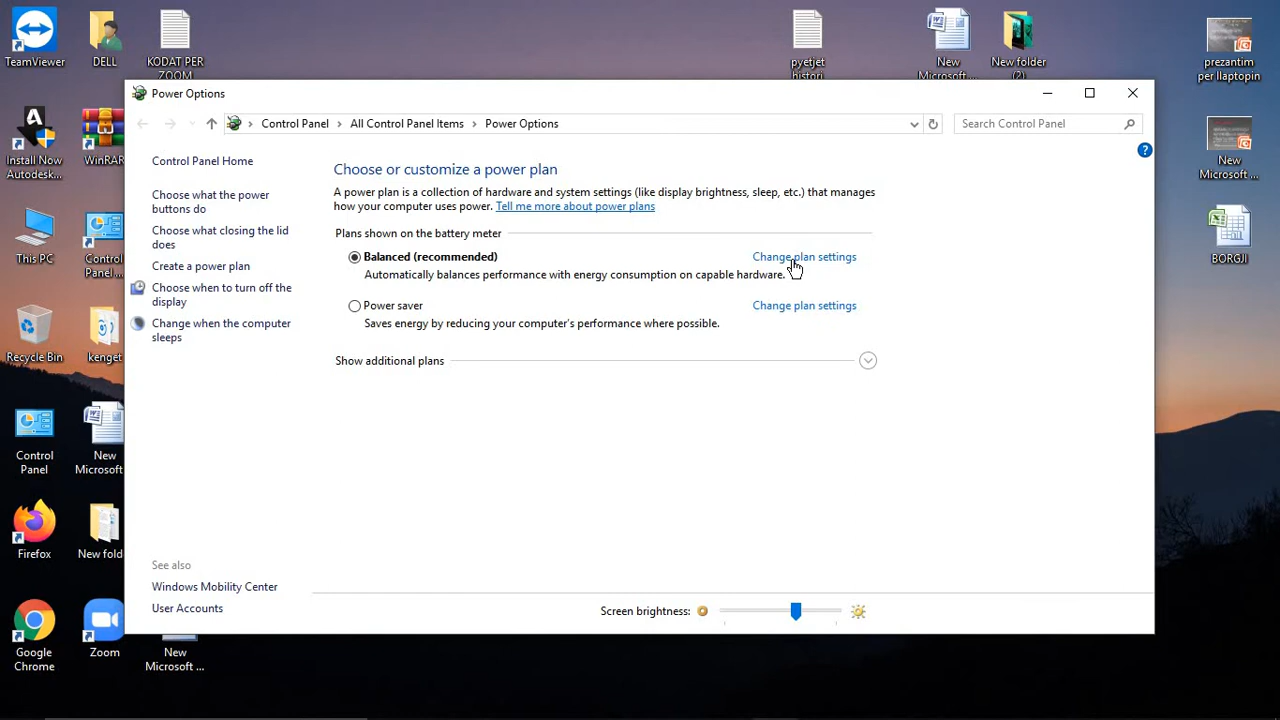 TeamViewer
DELL
KODAT PER
ZOOM
pyetjet
histori
New
Microsoft ...
New folder
(2)
prezantim
per llaptopin
Power Options
Control Panel > All Control Panel Items > Power Options
Search Control Panel
Install Now
Autodesk...
WinRAR
New
Microsoft ...
This PC
Control
Panel ...
BORGJI
Recycle Bin
kenget
Control
Panel
New
Microsoft
Firefox
New fold
Google
Chrome
Zoom
New
Microsoft ...
Control Panel Home
Choose what the power
buttons do
Choose what closing the lid
does
Create a power plan
Choose when to turn off the
display
Change when the computer
sleeps
See also
Windows Mobility Center
User Accounts
Choose or customize a power plan
A power plan is a collection of hardware and system settings (like display brightness, sleep, etc.) that manages
how your computer uses power. Tell me more about power plans
Plans shown on the battery meter
Balanced (recommended) Change plan settings
Automatically balances performance with energy consumption on capable hardware.
Power saver Change plan settings
Saves energy by reducing your computer's performance where possible.
Show additional plans
Screen brightness: